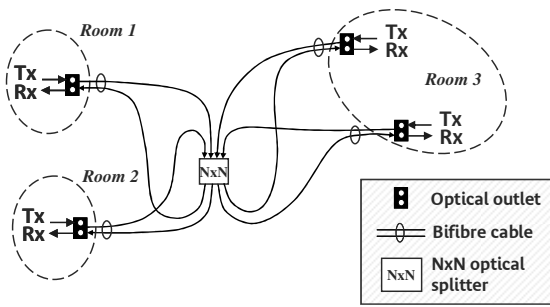 Room 1
Tx
Rx
Room 2
Tx
Rx
NxN
Tx
Rx
Room 3
Tx
Rx
Optical outlet
Bifibre cable
NxN
NxN optical
splitter